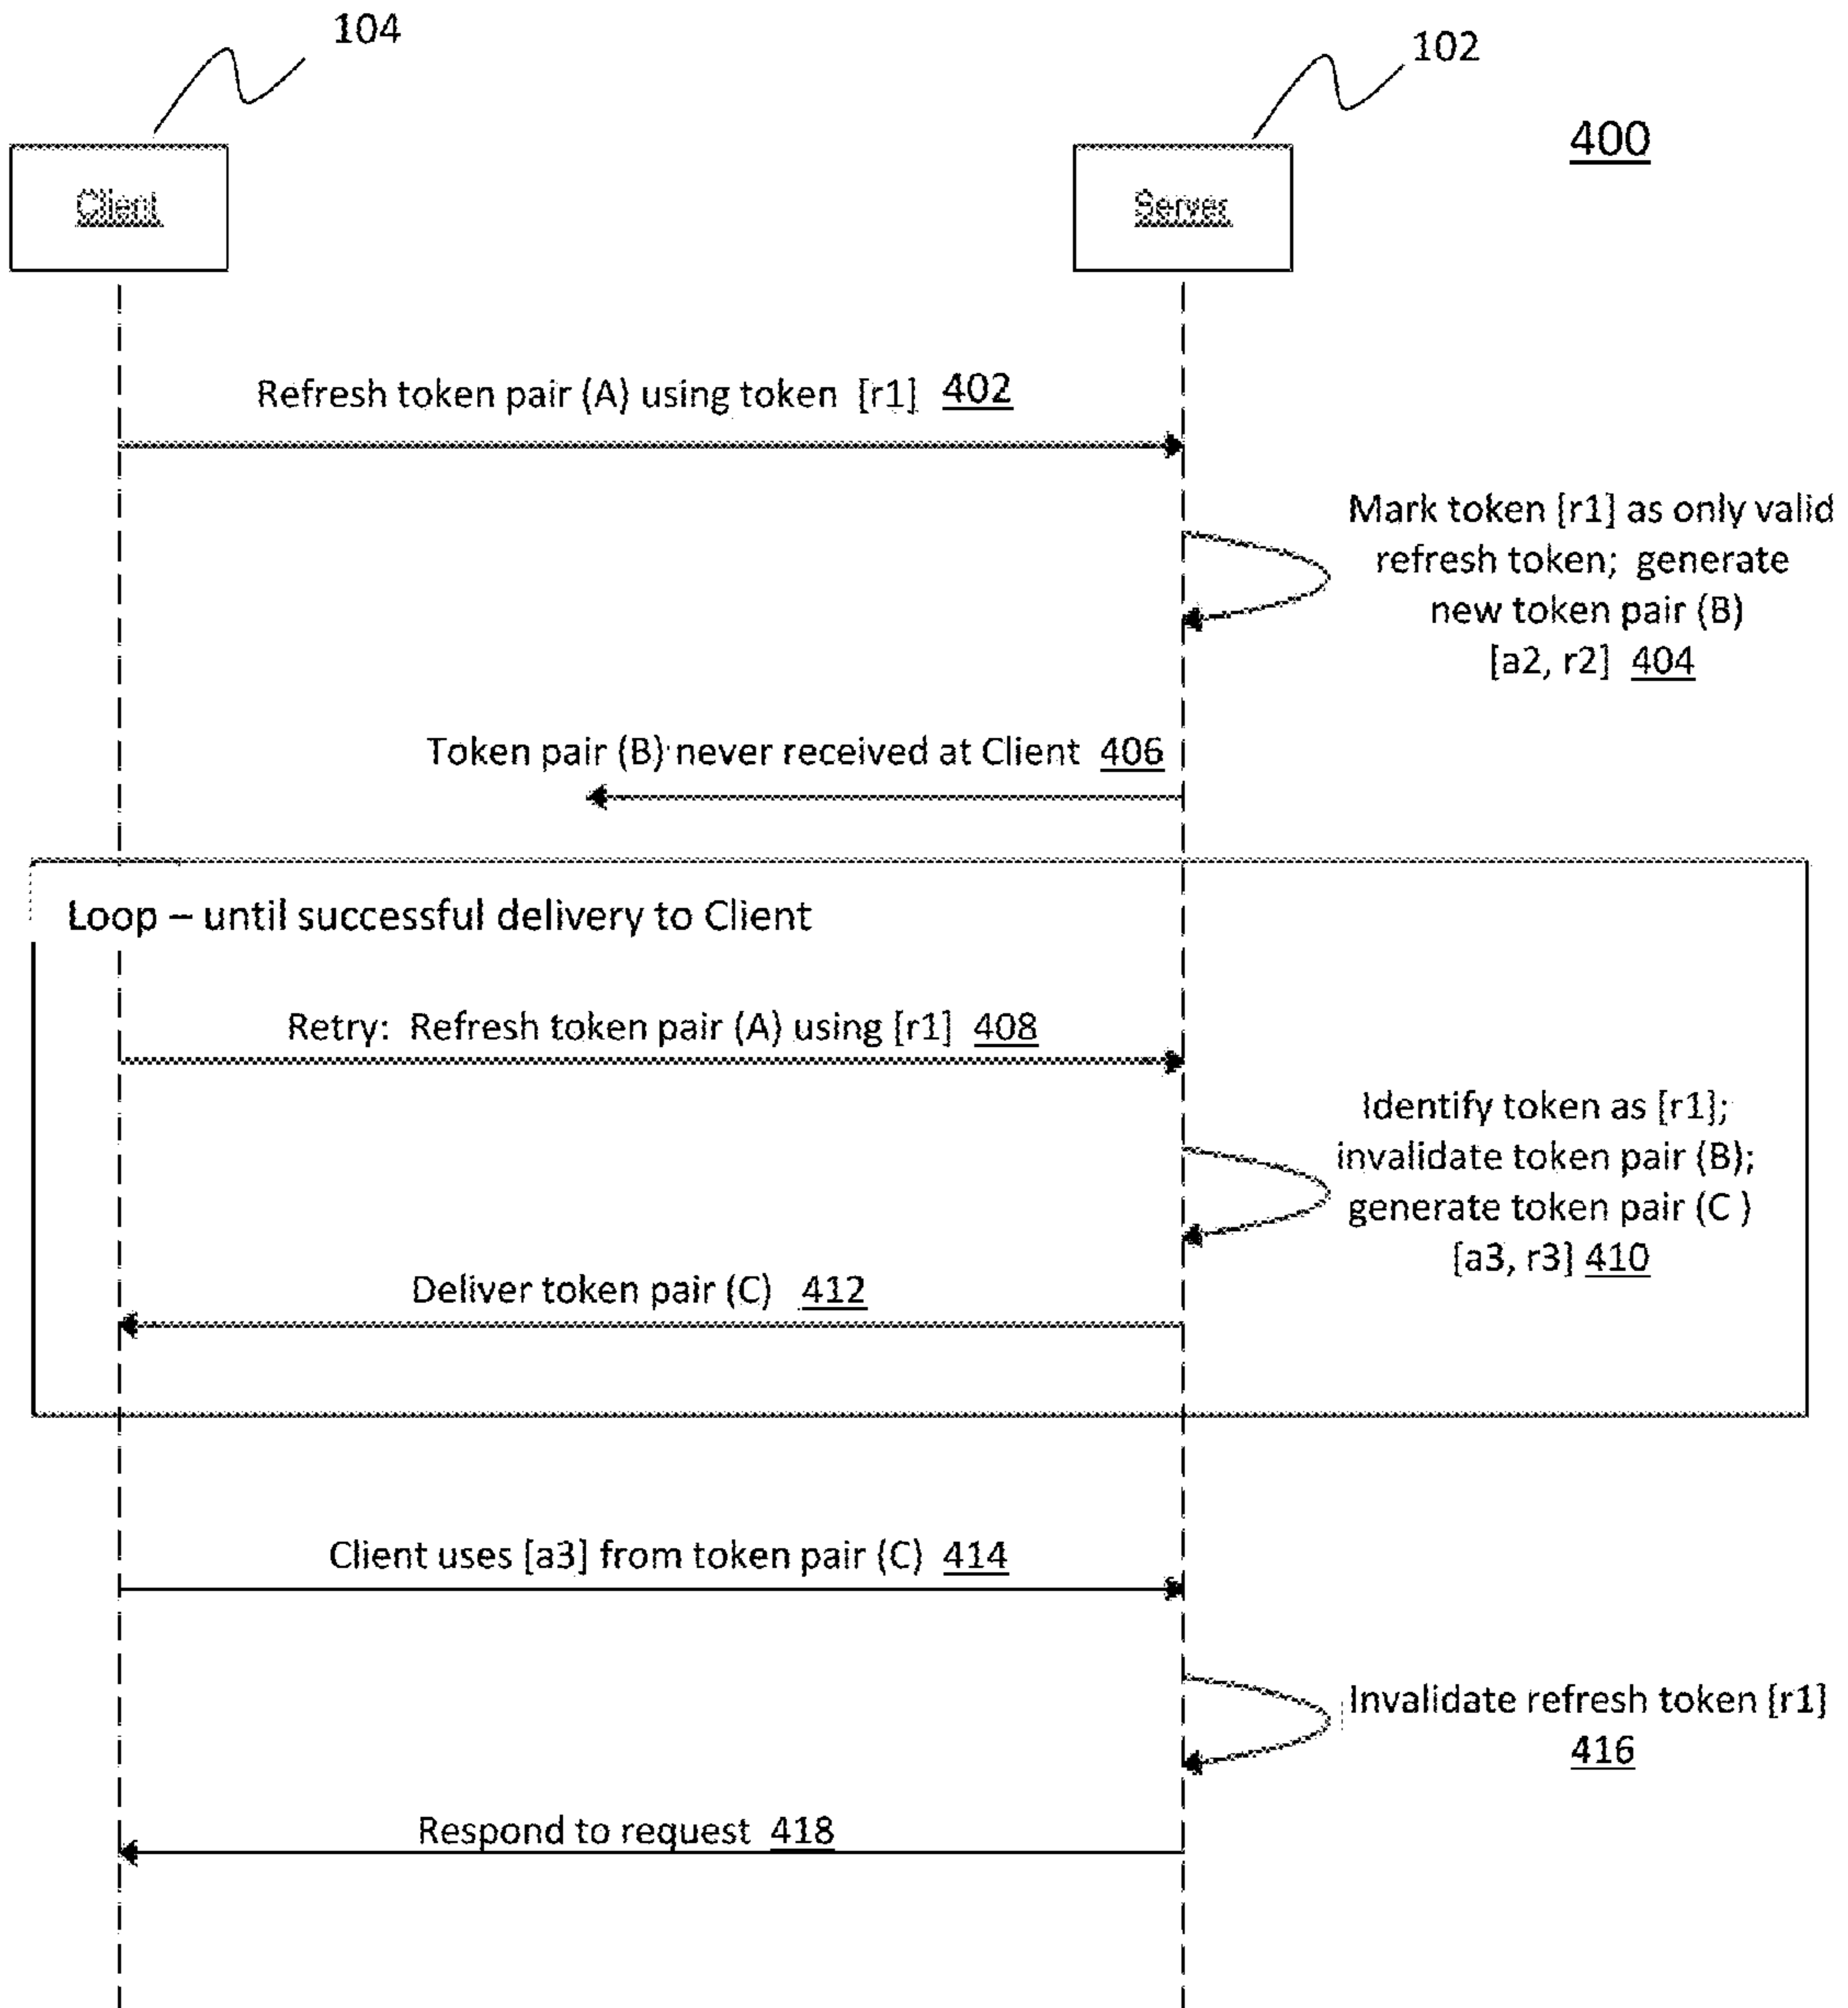 104
102
400
Client
Server
Refresh token pair (A) using token [r1] 402
Mark token [r1] as only valid
refresh token; generate
new token pair (B)
[a2, r2] 404
Token pair (B) never received at Client 406
Loop – until successful delivery to Client
Retry: Refresh token pair (A) using [r1] 408
Identify token as [r1];
invalidate token pair (B);
generate token pair (C )
[a3, r3] 410
Deliver token pair (C) 412
Client uses [a3] from token pair (C) 414
Invalidate refresh token [r1]
416
Respond to request 418